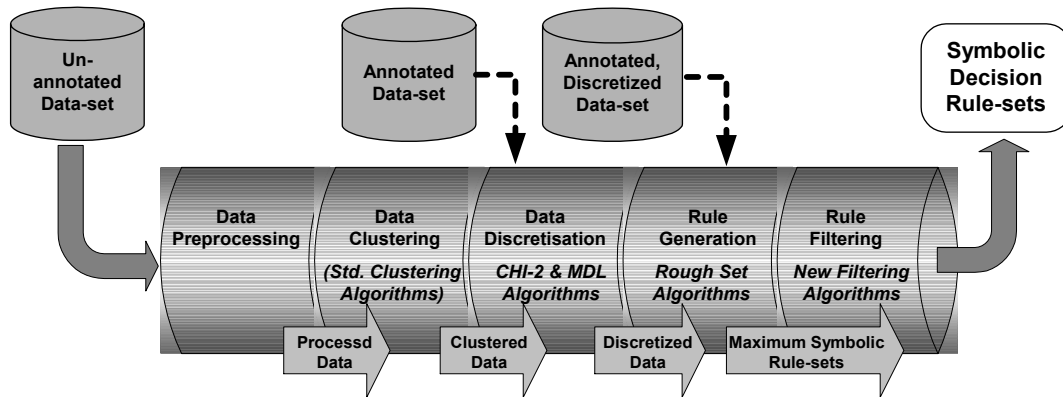 Un-
annotated
Data-set
Annotated
Data-set
Annotated,
Discretized
Data-set
Symbolic
Decision
Rule-sets
Data
Preprocessing
Data
Clustering
(Std. Clustering
Algorithms)
Data
Discretisation
CHI-2 & MDL
Algorithms
Rule
Generation
Rough Set
Algorithms
Rule
Filtering
New Filtering
Algorithms
Processd
Data
Clustered
Data
Discretized
Data
Maximum Symbolic
Rule-sets